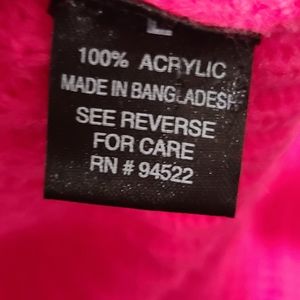 L
100% ACRYLIC
MADE IN BANGLADESH
SEE REVERSE
FOR CARE
RN # 94522